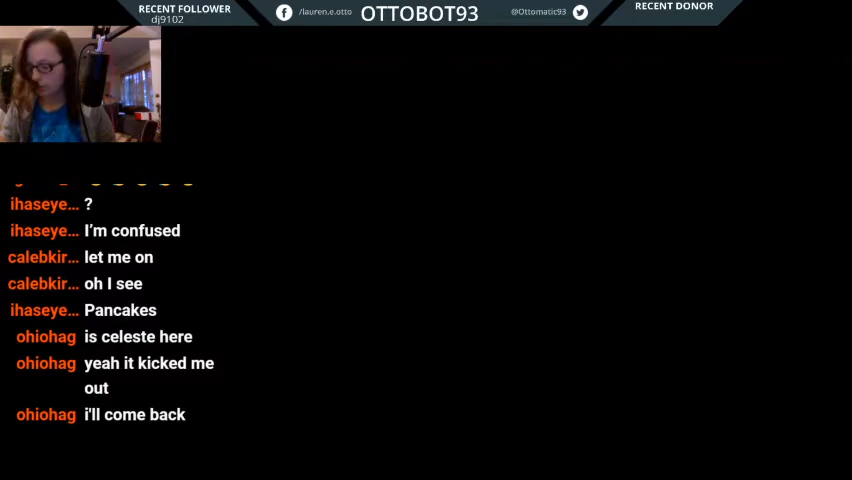 RECENT FOLLOWER
dj9102
/lauren.e.otto
OTTOBOT93
@Ottomatic93
RECENT DONOR
ihaseye... ?
ihaseye... I'm confused
calebkir... let me on
calebkir... oh I see
ihaseye... Pancakes
ohiohag is celeste here
ohiohag yeah it kicked me
out
ohiohag i'll come back